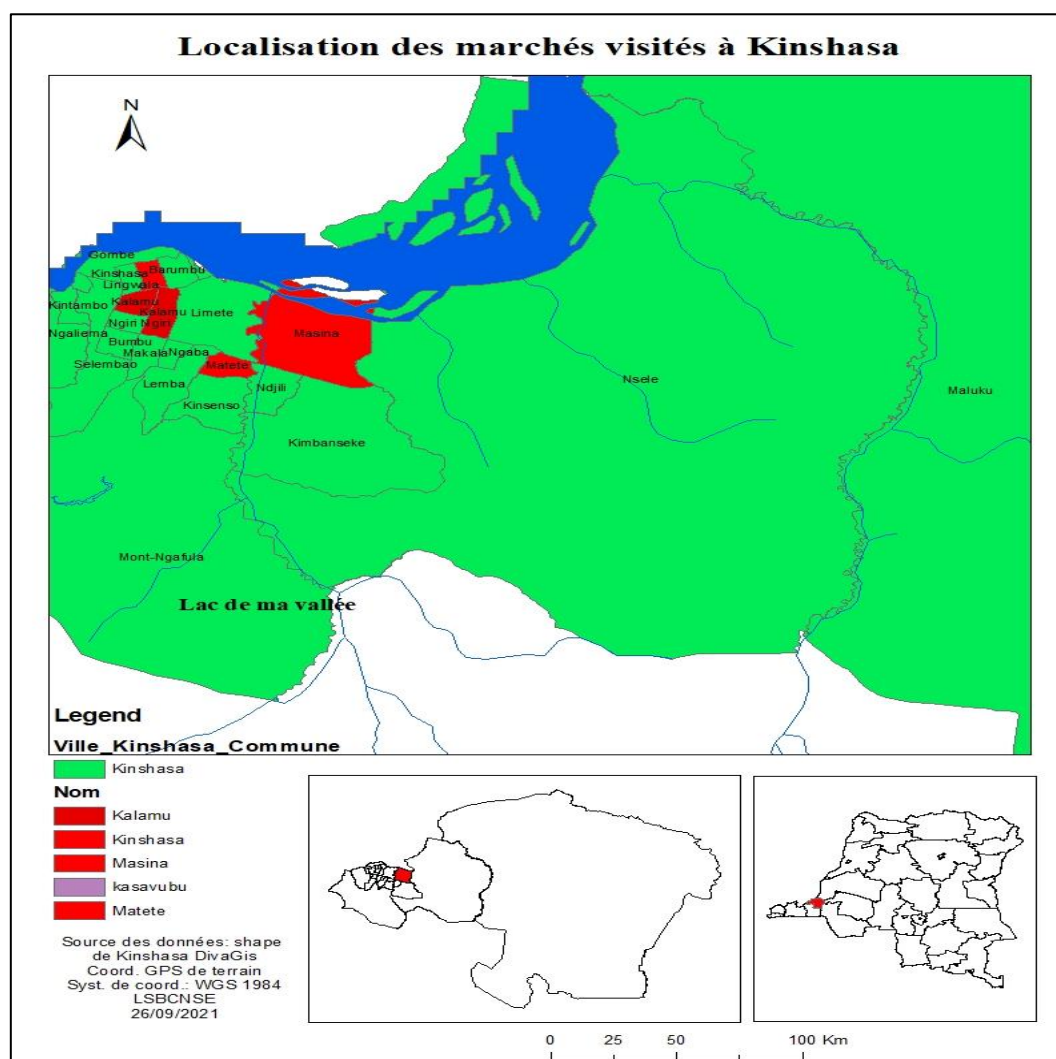 Localisation des marchés visités à Kinshasa
N
Gombe
Kinshasa
Barumbu
Lingwala
Kintambo
Kalamu
Kalamu
Limete
Ngiri Ngiri
Ngaliema
Bumbu
Masina
Makala
Ngaba
Selembao
Matete
Lemba
Ndjili
Kinsenso
Nsele
Maluku
Kimbanseke
Mont-Ngafula
Lac de ma vallée
Legend
Ville_Kinshasa_Commune
Kinshasa
Nom
Kalamu
Kinshasa
Masina
kasavubu
Matete
Source des données: shape
de Kinshasa DivaGis
Coord. GPS de terrain
Syst. de coord.: WGS 1984
LSBCNSE
26/09/2021
0 25 50 100 Km